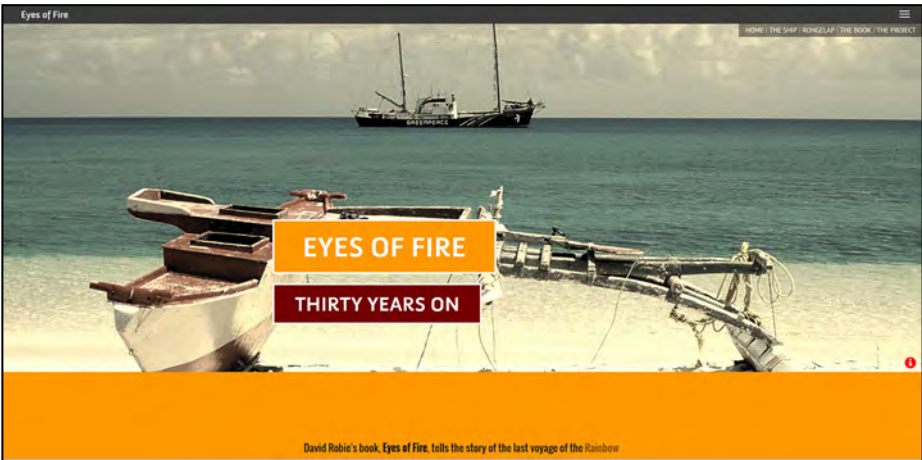 Eyes of Fire
HOME | THE SHIP | RONGELAP | THE BOOK | THE PROJECT
GREENPEACE
EYES OF FIRE
THIRTY YEARS ON
David Robie's book, Eyes of Fire, tells the story of the last voyage of the Rainbow